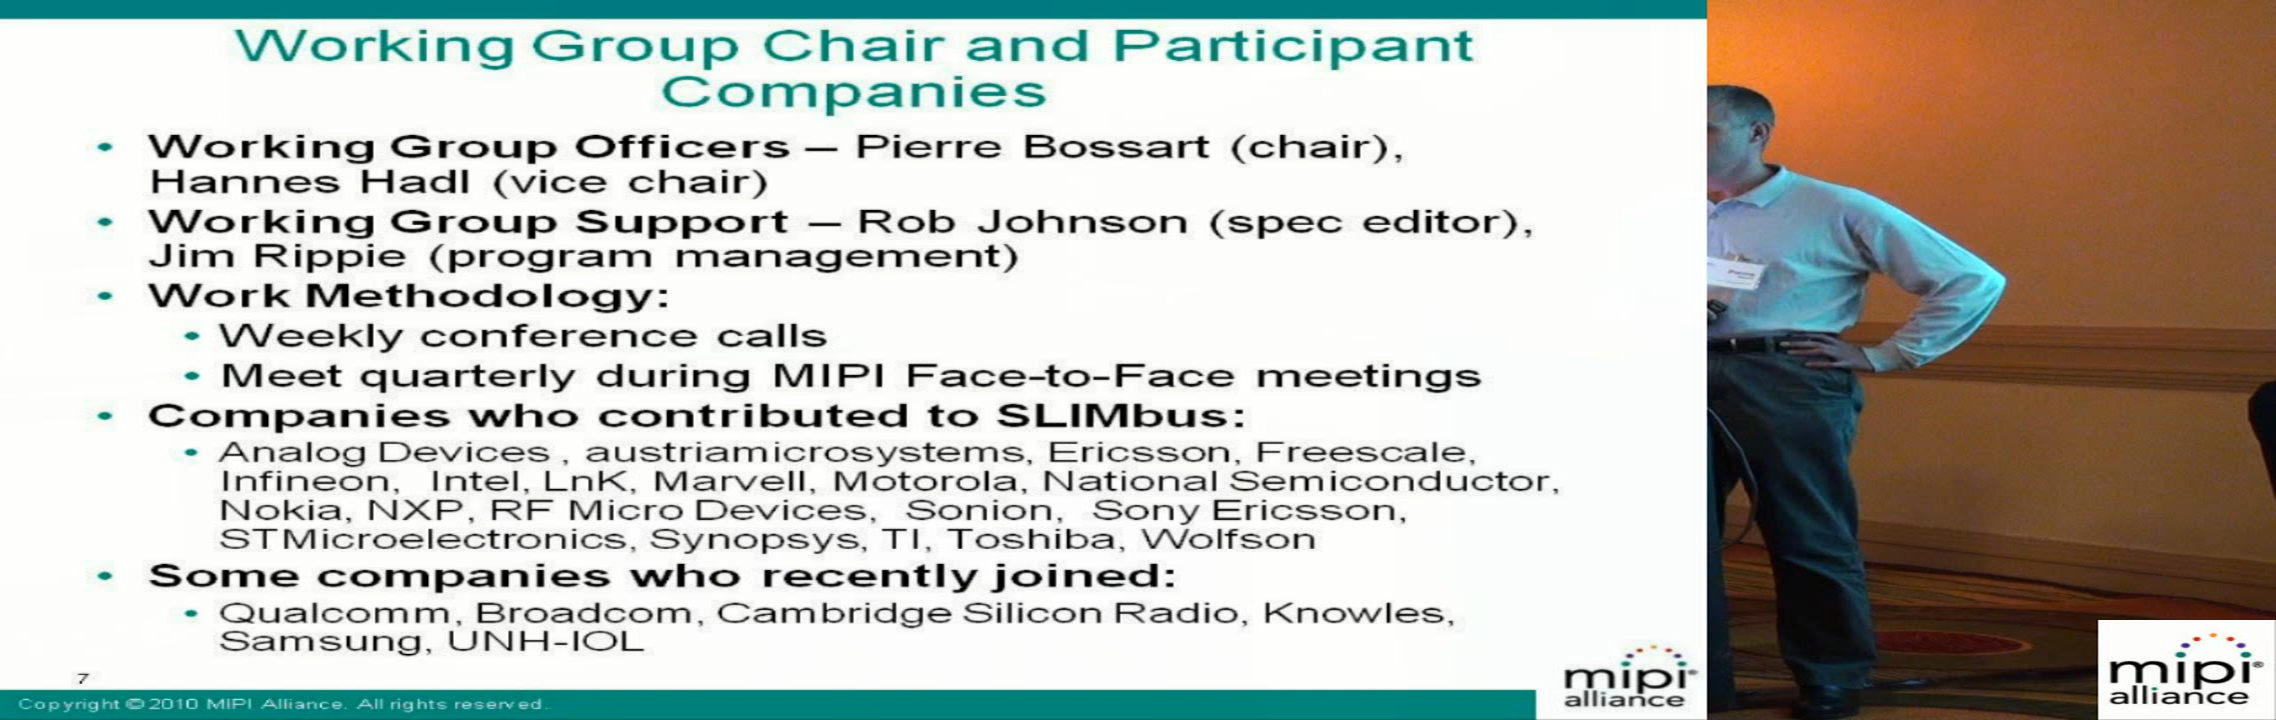 Working Group Chair and Participant
Companies
• Working Group Officers – Pierre Bossart (chair),
Hannes Hadl (vice chair)
• Working Group Support – Rob Johnson (spec editor),
Jim Rippie (program management)
• Work Methodology:
• Weekly conference calls
• Meet quarterly during MIPI Face-to-Face meetings
• Companies who contributed to SLIMbus:
• Analog Devices , austriamicrosystems, Ericsson, Freescale,
Infineon, Intel, LnK, Marvell, Motorola, National Semiconductor,
Nokia, NXP, RF Micro Devices, Sonion, Sony Ericsson,
STMicroelectronics, Synopsys, TI, Toshiba, Wolfson
• Some companies who recently joined:
• Qualcomm, Broadcom, Cambridge Silicon Radio, Knowles,
Samsung, UNH-IOL
7
Copyright © 2010 MIPI Alliance. All rights reserved.
mipi®
alliance
mipi®
alliance